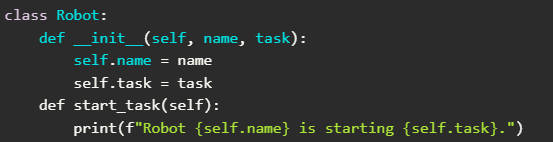 class Robot:
    def __init__(self, name, task):
        self.name = name
        self.task = task
    def start_task(self):
        print(f"Robot {self.name} is starting {self.task}.")